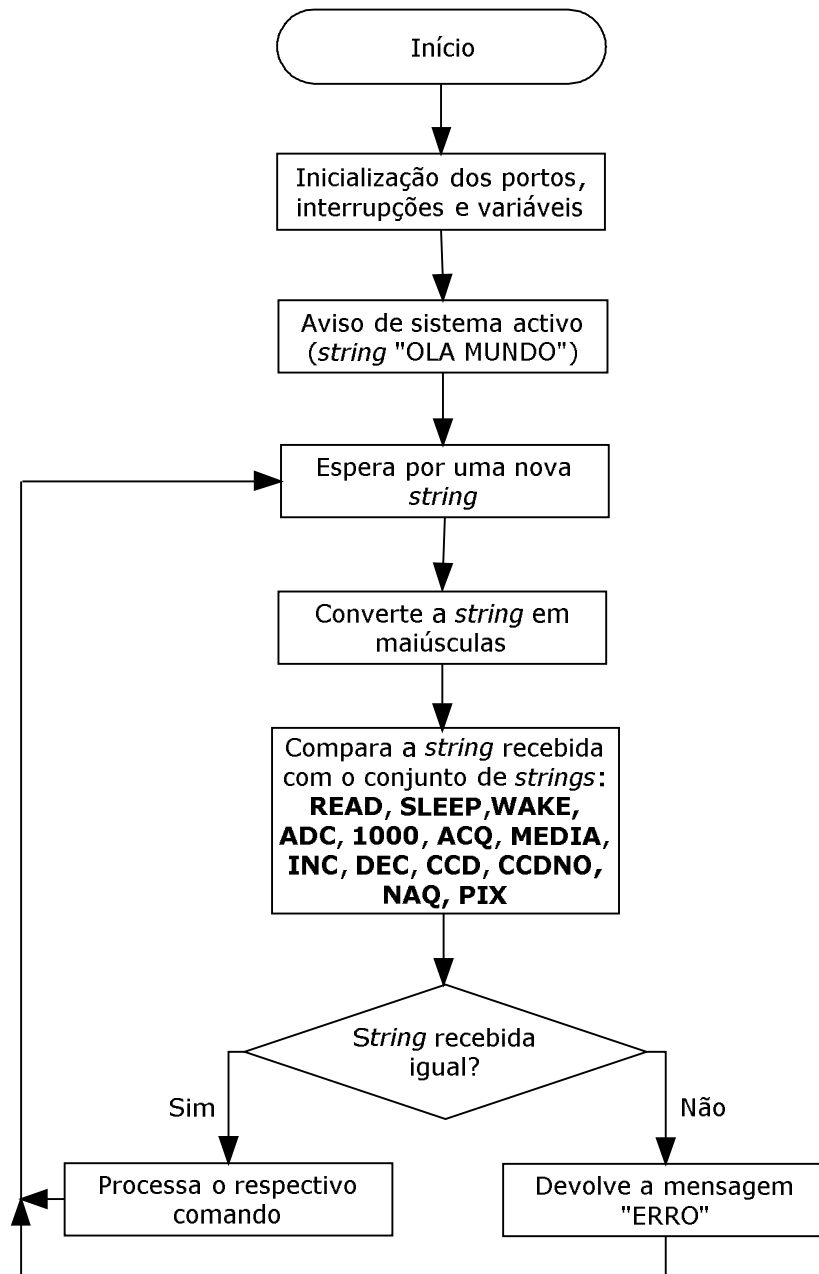 Início
Inicialização dos portos,
interrupções e variáveis
Aviso de sistema activo
(string "OLA MUNDO")
Espera por uma nova
string
Converte a string em
maiúsculas
Compara a string recebida
com o conjunto de strings:
READ, SLEEP,WAKE,
ADC, 1000, ACQ, MEDIA,
INC, DEC, CCD, CCDNO,
NAQ, PIX
String recebida
igual?
Sim
Não
Processa o respectivo
comando
Devolve a mensagem
"ERRO"